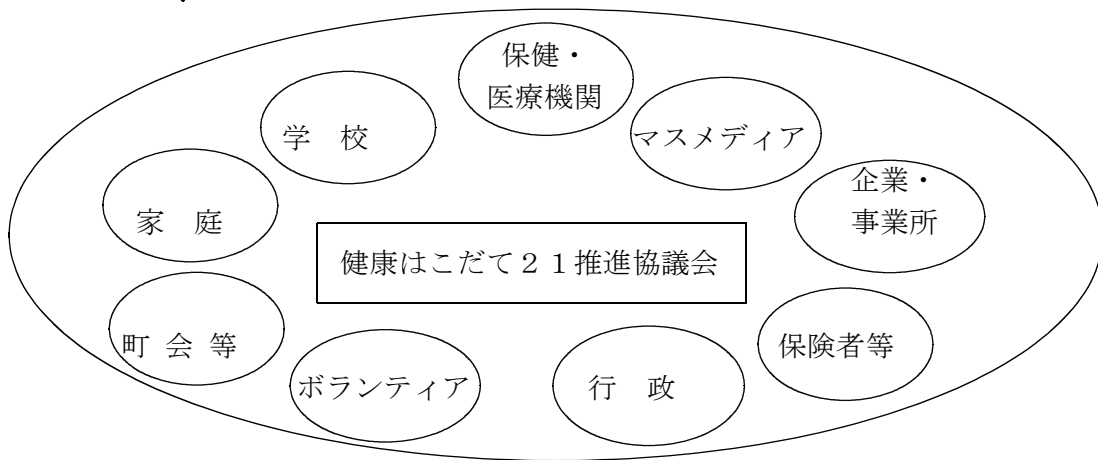 保健・
医療機関
学　校
マスメディア
企業・
事業所
家　庭
健康はこだて２１推進協議会
町 会 等
保険者等
ボランティア
行　政